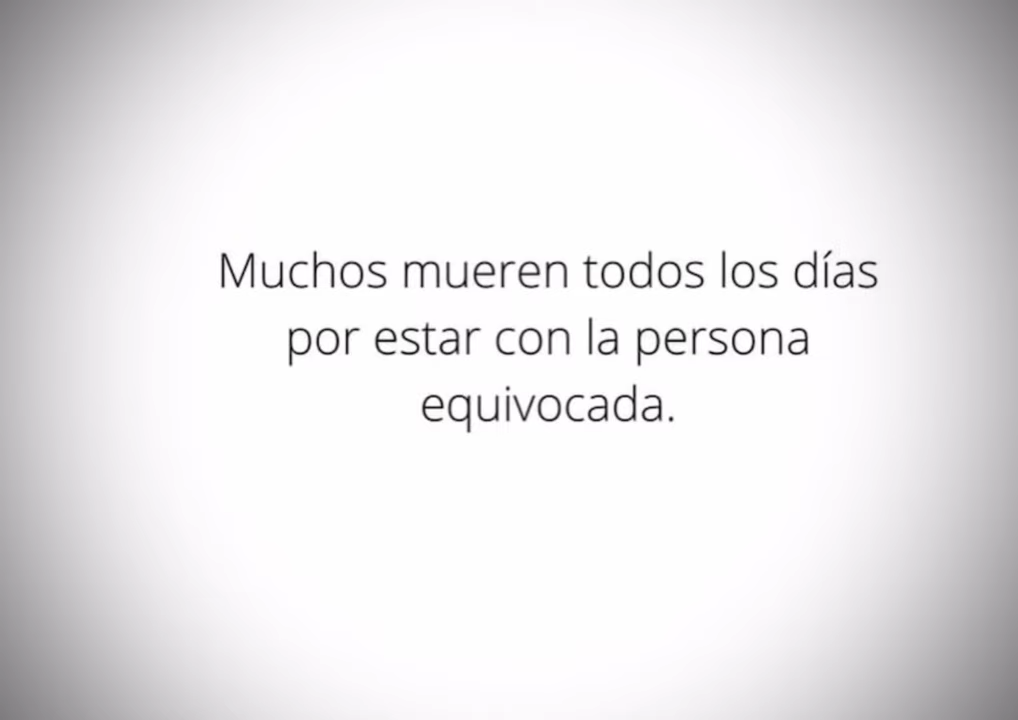 Muchos mueren todos los días
por estar con la persona
equivocada.